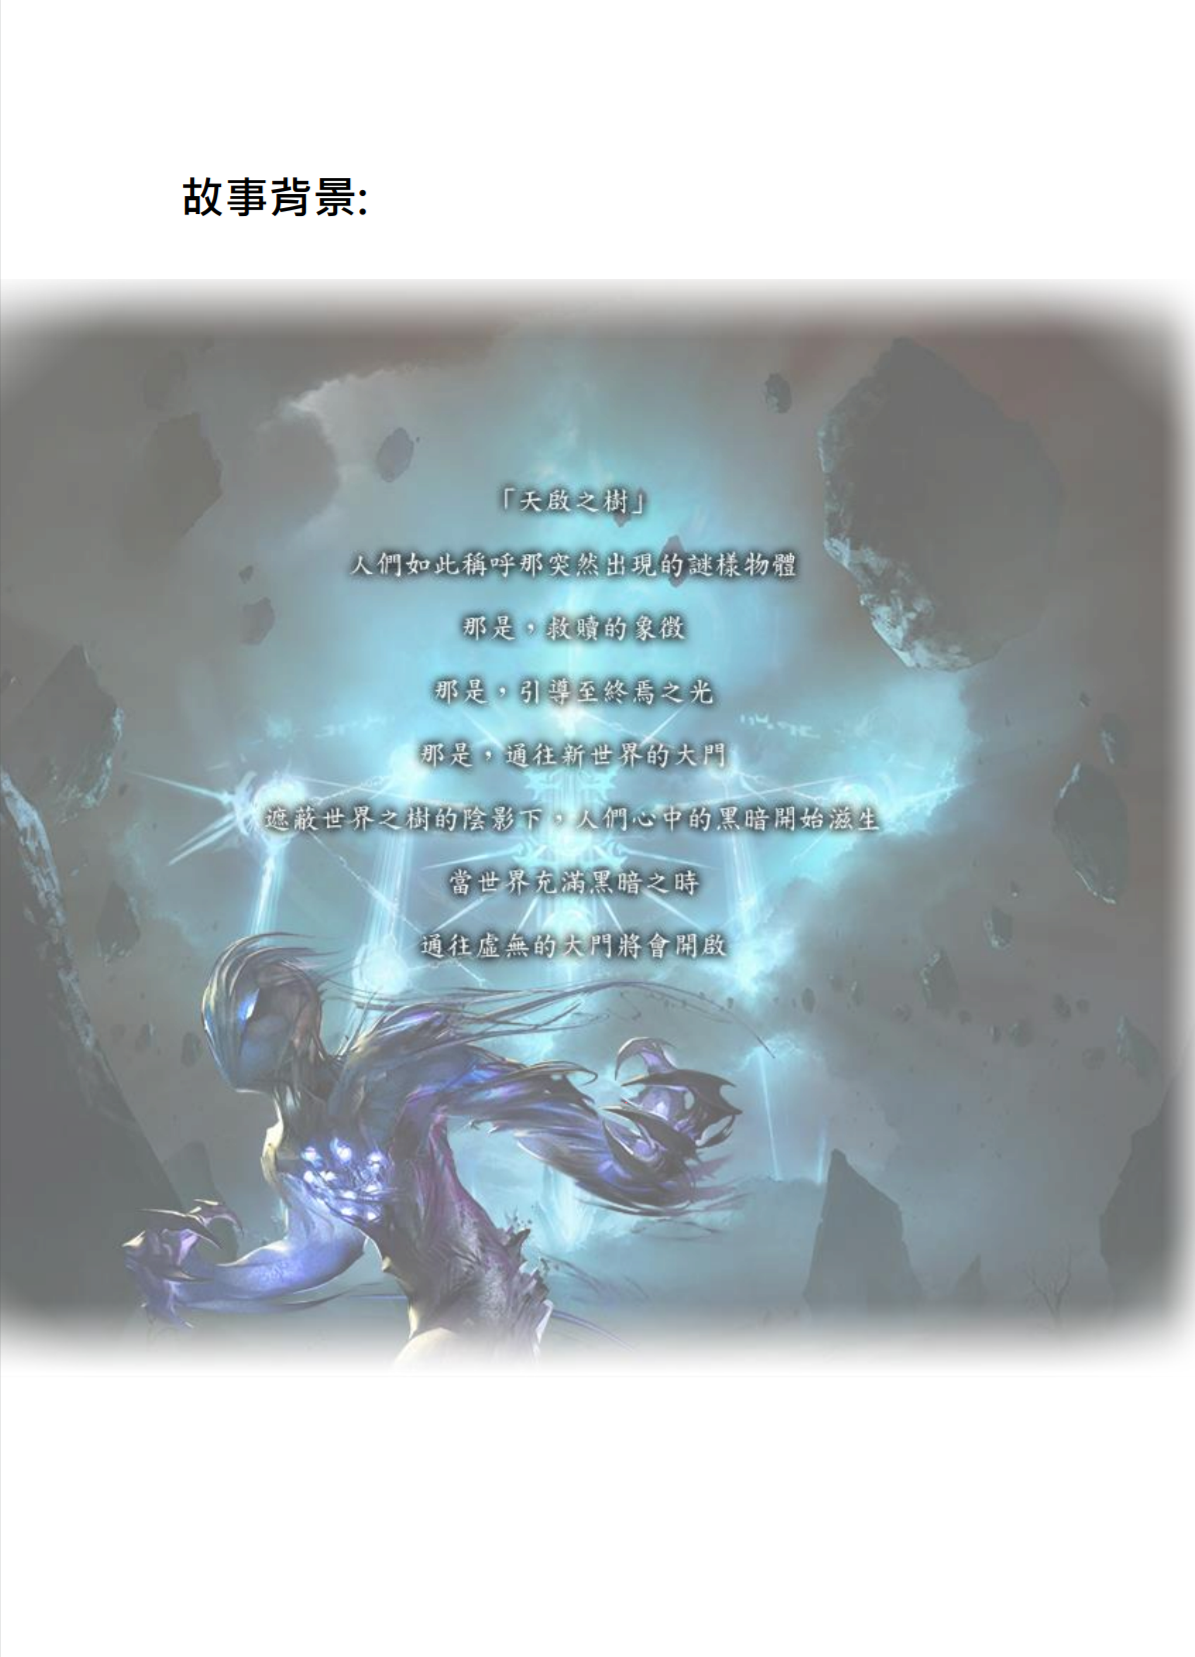 故事背景:
「天啟之樹」
人們如此稱呼那突然出現的謎樣物體
那是，救贖的象徵
那是，引導至終焉之光
那是，通往新世界的大門
遮蔽世界之樹的陰影下，人們心中的黑暗開始滋生
當世界充滿黑暗之時
通往虛無的大門將會開啟